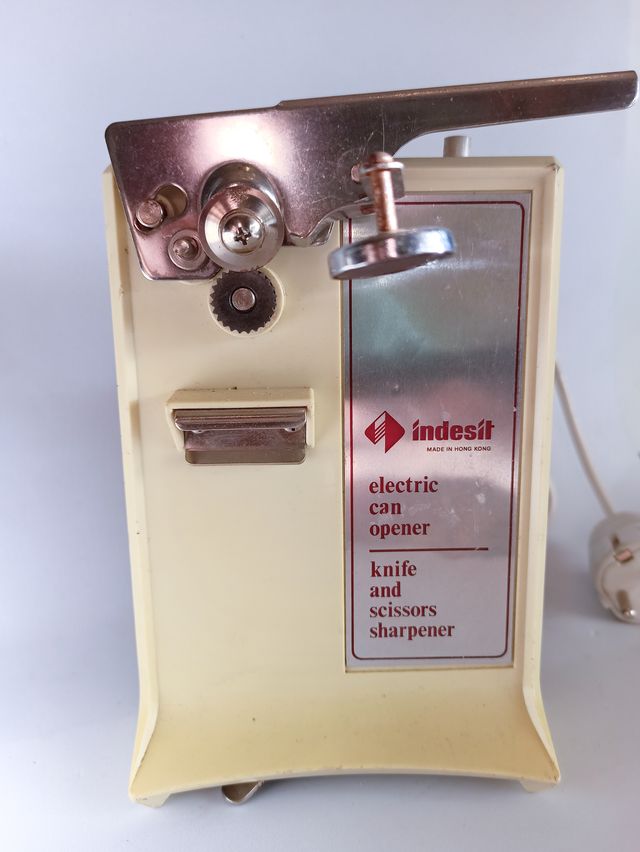 indesit
MADE IN HONG KONG
electric
can
opener
knife
and
scissors
sharpener